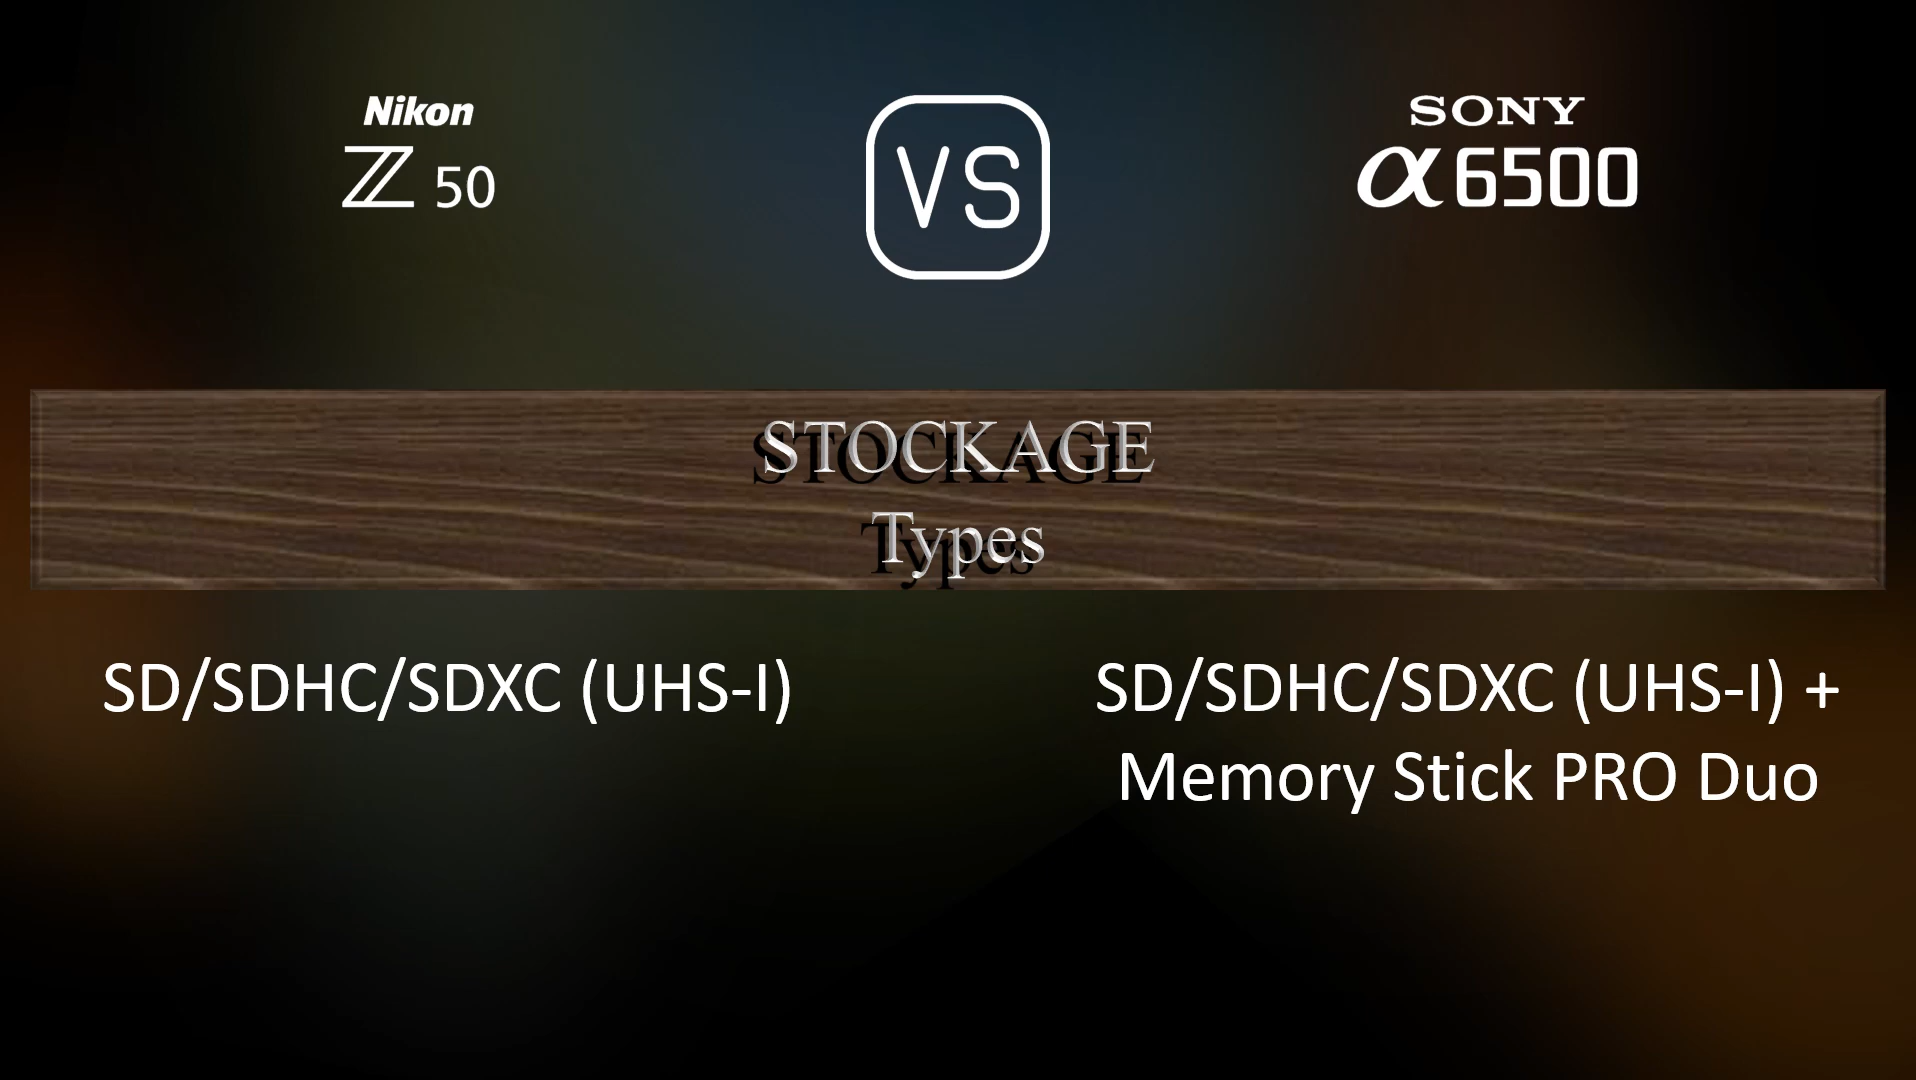 Nikon
Z 50
VS
SONY
α6500
STOCKAGE
Types
SD/SDHC/SDXC (UHS-I)
SD/SDHC/SDXC (UHS-I) +
Memory Stick PRO Duo